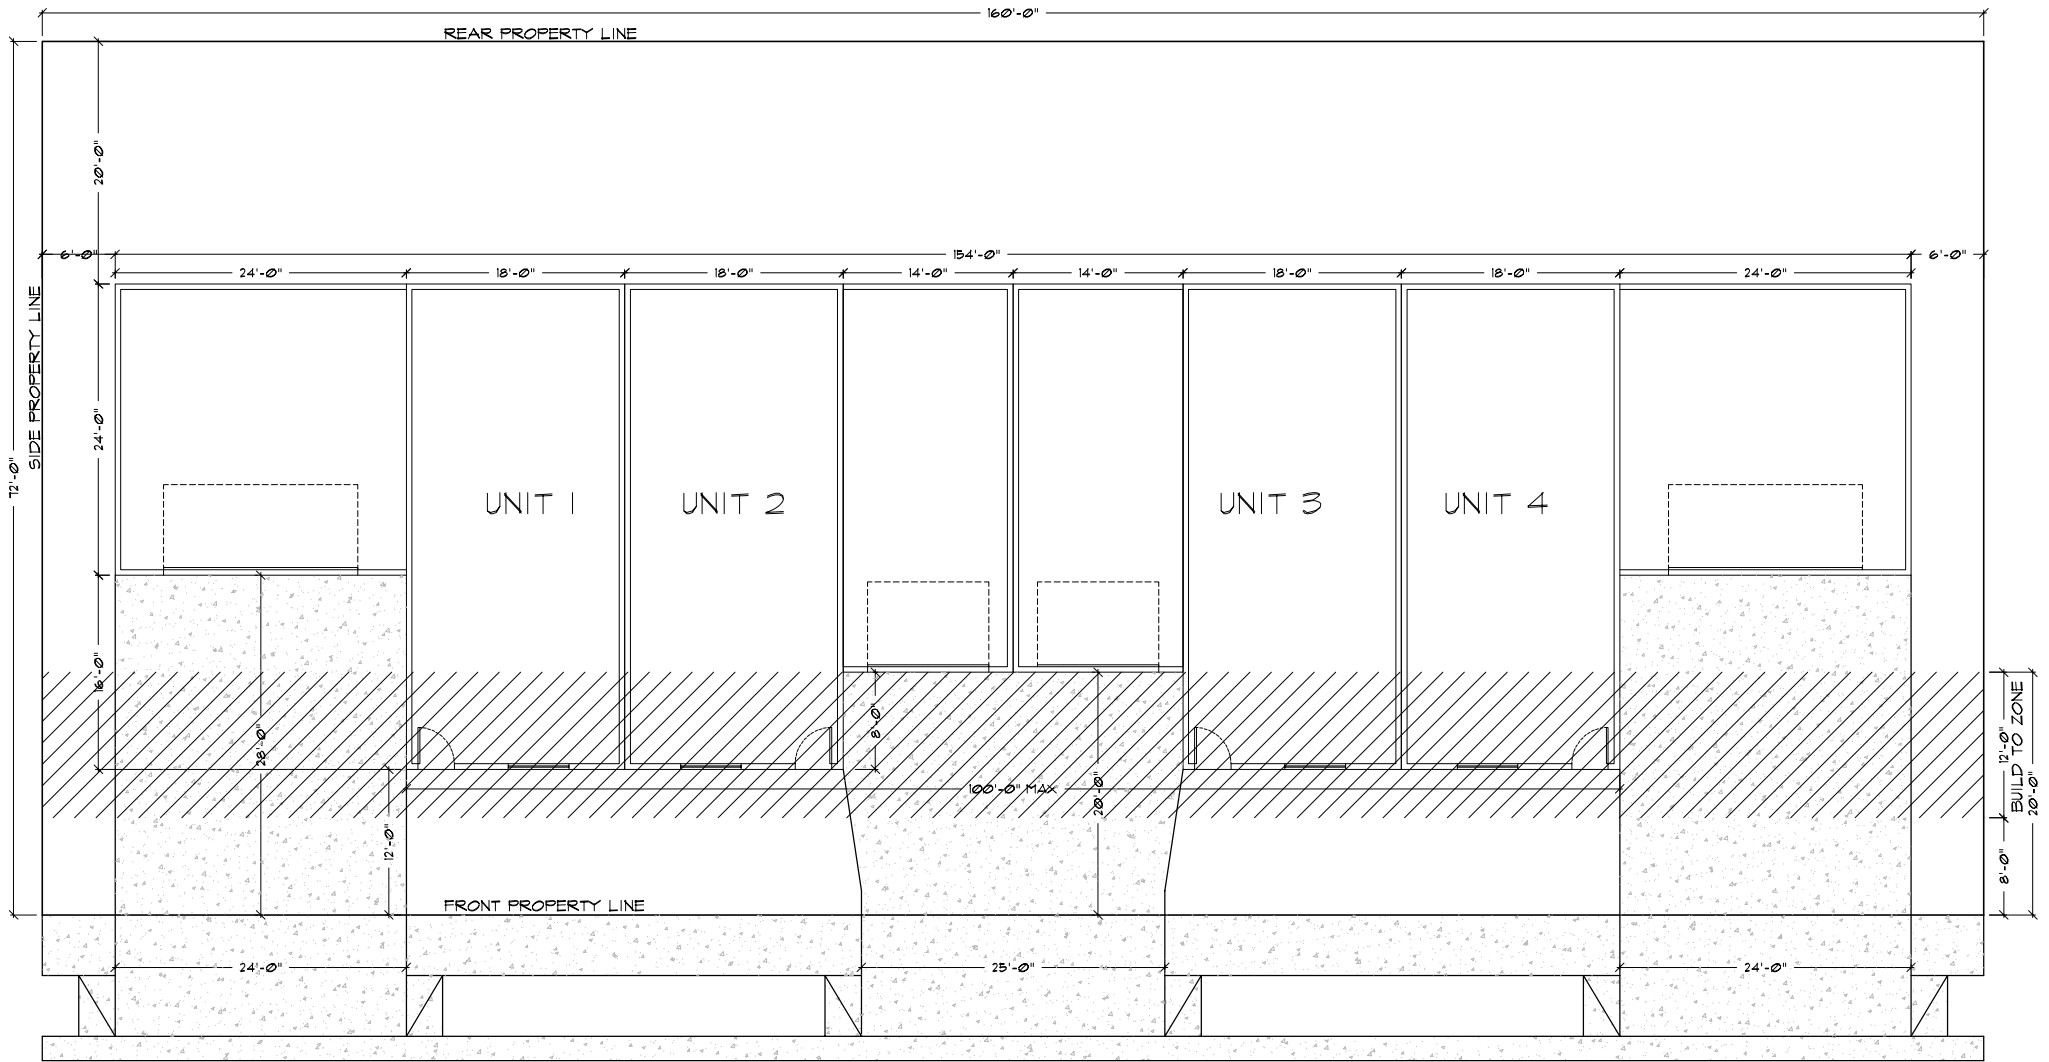 160'-0"
REAR PROPERTY LINE
20'-0"
6'-0"
154'-0"
6'-0"
24'-0"
18'-0"
18'-0"
14'-0"
14'-0"
18'-0"
18'-0"
24'-0"
SIDE PROPERTY LINE
24'-0"
72'-0"
UNIT 1
UNIT 2
UNIT 3
UNIT 4
16'-0"
8'-0"
28'-0"
12'-0"
BUILD TO ZONE
20'-0"
100'-0" MAX
20'-0"
12'-0"
8'-0"
FRONT PROPERTY LINE
24'-0"
25'-0"
24'-0"